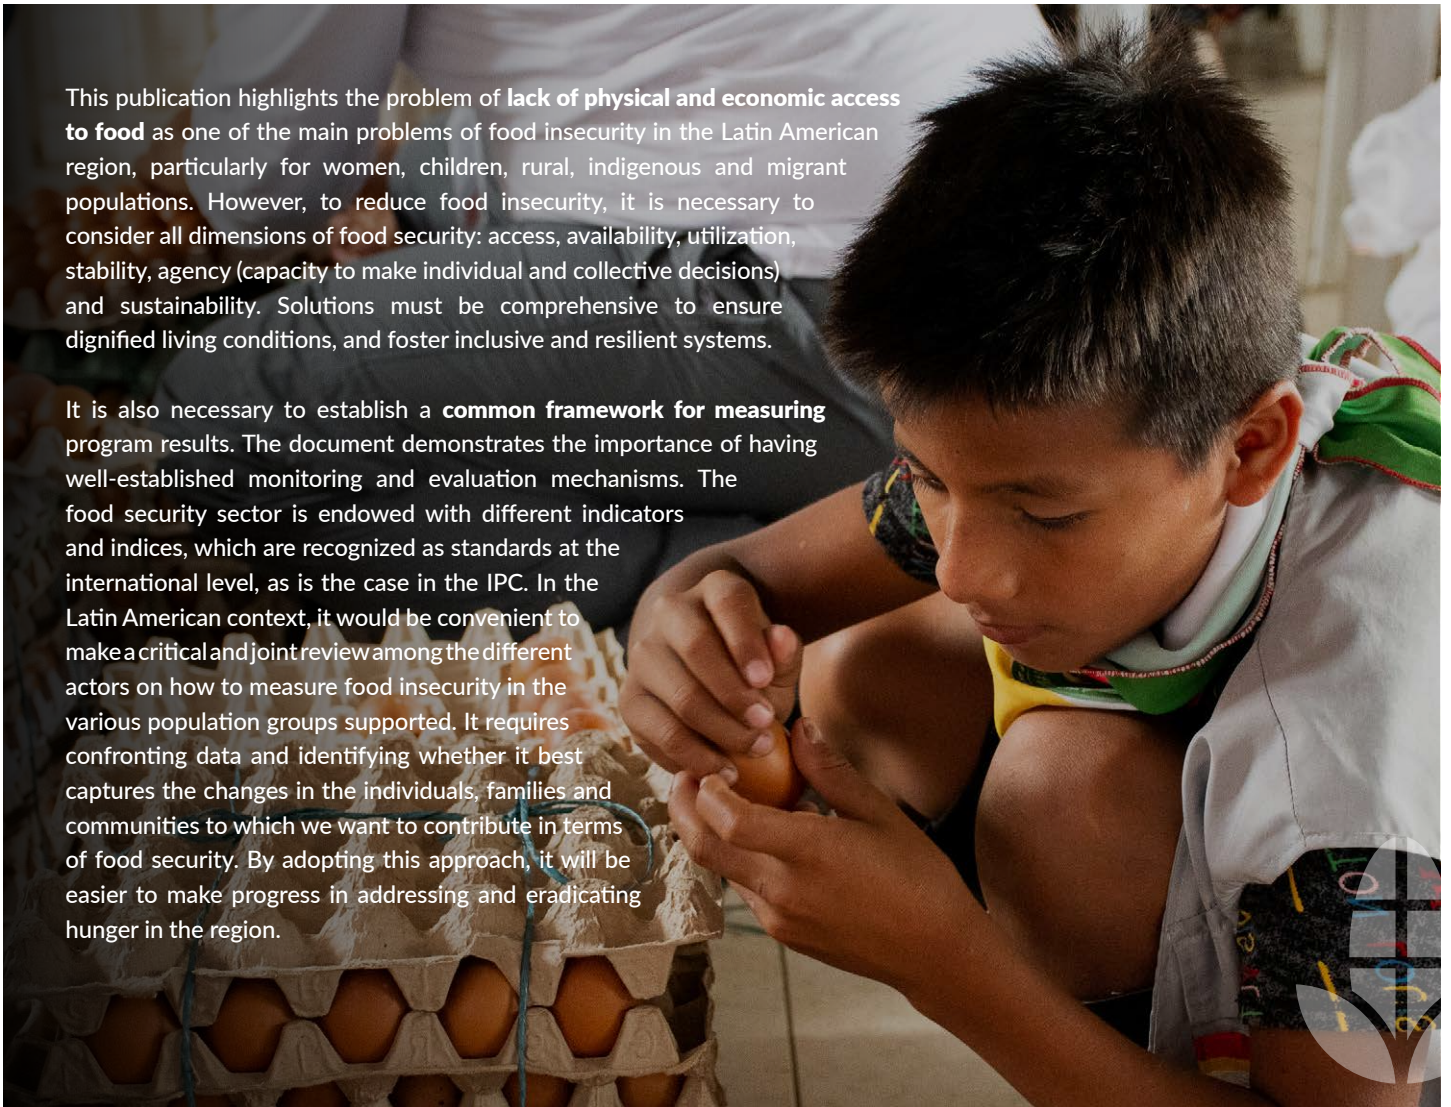 This publication highlights the problem of lack of physical and economic access
to food as one of the main problems of food insecurity in the Latin American
region, particularly for women, children, rural, indigenous and migrant
populations. However, to reduce food insecurity, it is necessary to
consider all dimensions of food security: access, availability, utilization,
stability, agency (capacity to make individual and collective decisions)
and sustainability. Solutions must be comprehensive to ensure
dignified living conditions, and foster inclusive and resilient systems.
It is also necessary to establish a common framework for measuring
program results. The document demonstrates the importance of having
well-established monitoring and evaluation mechanisms. The
food security sector is endowed with different indicators
and indices, which are recognized as standards at the
international level, as is the case in the IPC. In the
Latin American context, it would be convenient to
make a critical and joint review among the different
actors on how to measure food insecurity in the
various population groups supported. It requires
confronting data and identifying whether it best
captures the changes in the individuals, families and
communities to which we want to contribute in terms
of food security. By adopting this approach, it will be
easier to make progress in addressing and eradicating
hunger in the region.